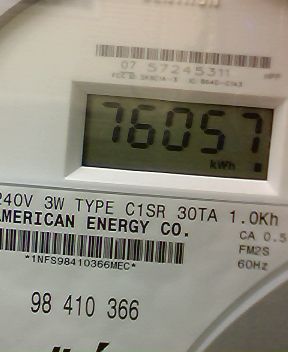 07 57245311
76057
kWh
240V 3W TYPE C1SR 30TA 1.0Kh
AMERICAN ENERGY CO.
CA 0.5
FM2S
*1NFS98410366MEC*
60Hz
98 410 366